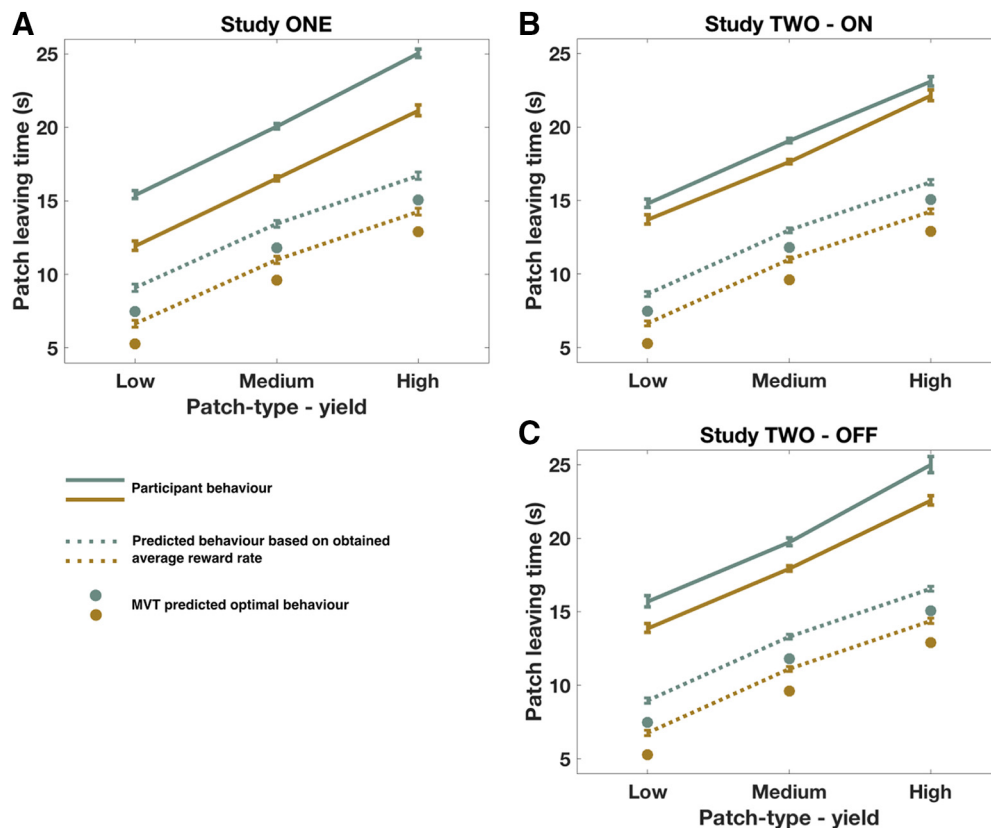 A
Study ONE
Patch leaving time (s)
25
20
15
10
5
Low Medium High
Patch-type - yield
B
Study TWO - ON
Patch leaving time (s)
25
20
15
10
5
Low Medium High
Participant behaviour
Predicted behaviour based on obtained
average reward rate
MVT predicted optimal behaviour
C
Study TWO - OFF
Patch leaving time (s)
25
20
15
10
5
Low Medium High
Patch-type - yield